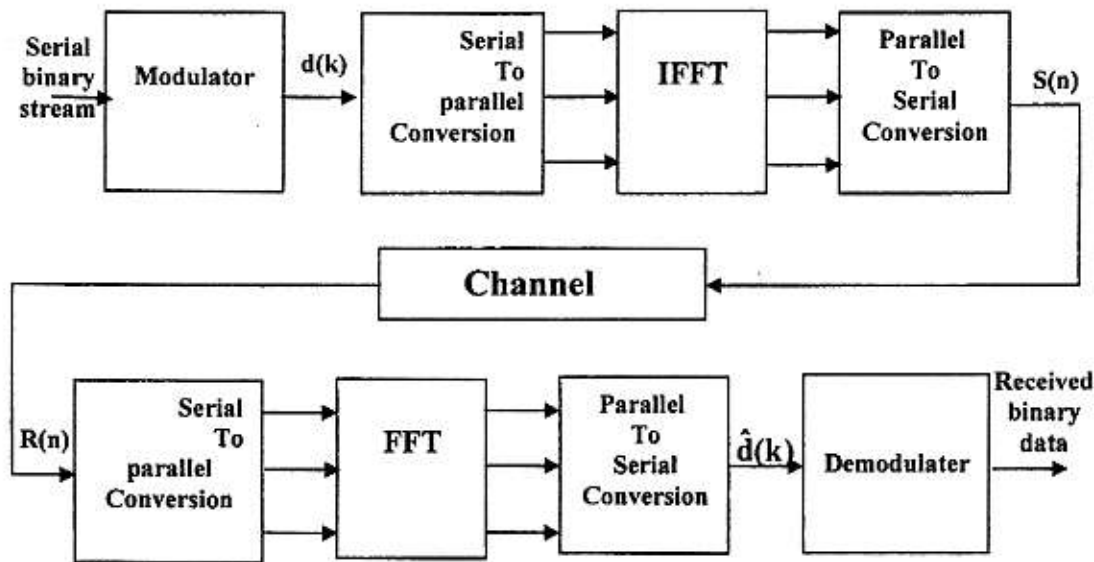 Serial
binary
stream
Modulator
d(k)
Serial
To
parallel
Conversion
IFFT
Parallel
To
Serial
Conversion
S(n)
Channel
R(n)
Serial
To
parallel
Conversion
FFT
Parallel
To
Serial
Conversion
d̂(k)
Demodulater
Received
binary
data